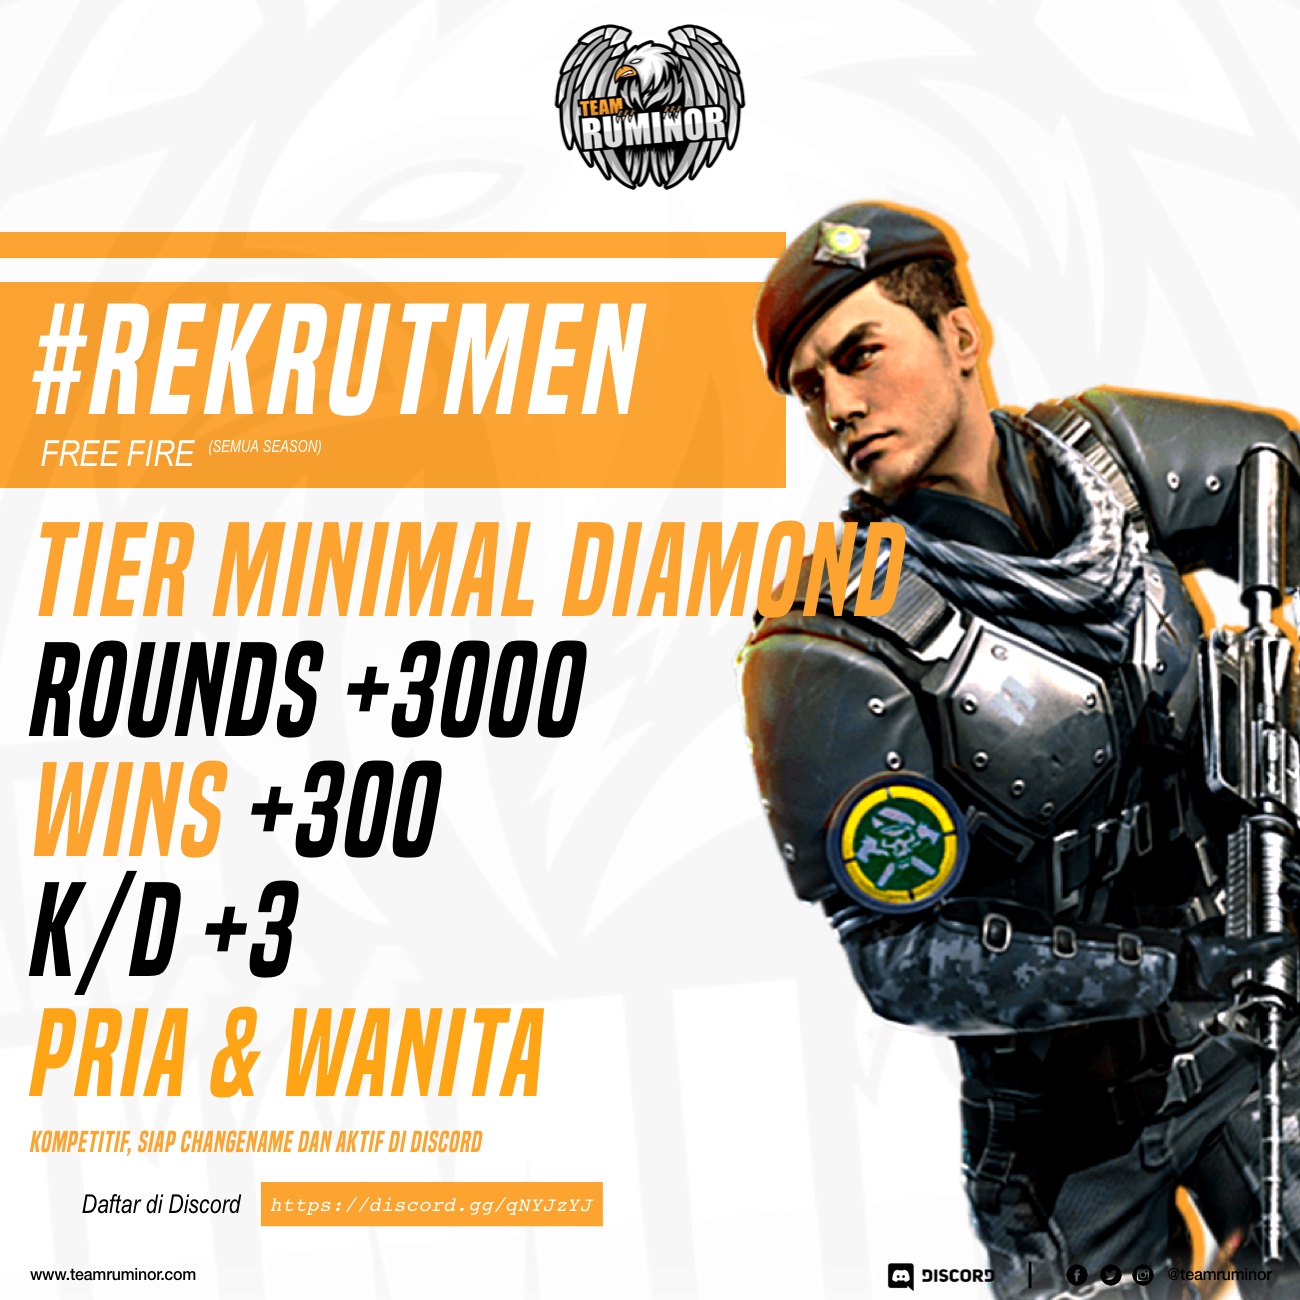 TEAM
RUMINOR
#REKRUTMEN
FREE FIRE (SEMUA SEASON)
TIER MINIMAL DIAMOND
ROUNDS +3000
WINS +300
K/D +3
PRIA & WANITA
KOMPETITIF, SIAP CHANGENAME DAN AKTIF DI DISCORD
Daftar di Discord https://discord.gg/qNYJzYJ
www.teamruminor.com DISCORD | @teamruminor